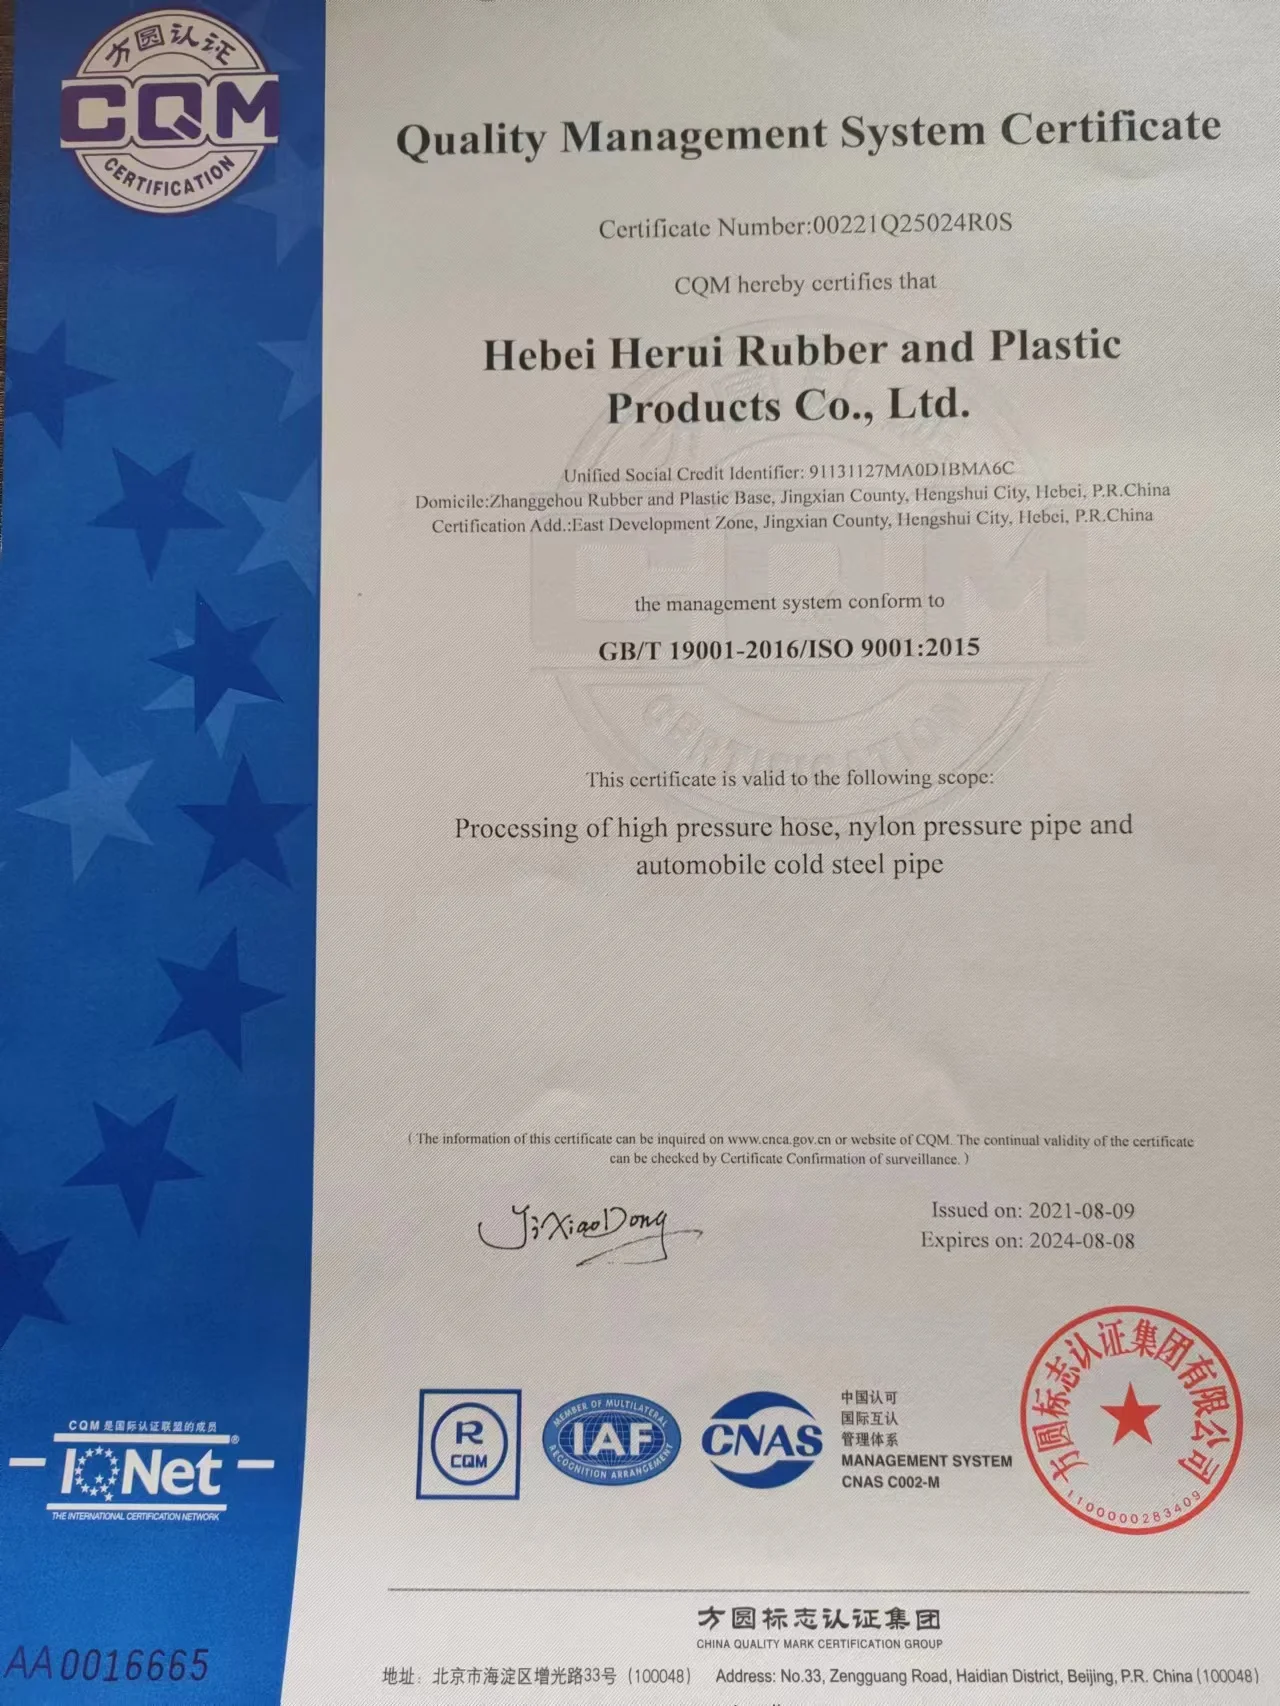 方圆认证
CQM
CERTIFICATION
Quality Management System Certificate
Certificate Number:00221Q25024R0S
CQM hereby certifies that
Hebei Herui Rubber and Plastic
Products Co., Ltd.
Unified Social Credit Identifier: 91131127MA0D1BMA6C
Domicile:Zhanggehou Rubber and Plastic Base, Jingxian County, Hengshui City, Hebei, P.R.China
Certification Add.:East Development Zone, Jingxian County, Hengshui City, Hebei, P.R.China
the management system conform to
GB/T 19001-2016/ISO 9001:2015
CQM
CERTIFICATION
This certificate is valid to the following scope:
Processing of high pressure hose, nylon pressure pipe and
automobile cold steel pipe
( The information of this certificate can be inquired on www.cnca.gov.cn or website of CQM. The continual validity of the certificate
can be checked by Certificate Confirmation of surveillance. )
Ji XiaoDong
Issued on: 2021-08-09
Expires on: 2024-08-08
R
CQM
MEMBER OF MULTILATERAL
IAF
RECOGNITION ARRANGEMENT
CNAS
中国认可
国际互认
管理体系
MANAGEMENT SYSTEM
CNAS C002-M
方圆标志认证集团有限公司
1100000283409
CQM 是国际认证联盟的成员
IQNet ®
THE INTERNATIONAL CERTIFICATION NETWORK
AA0016665
方圆标志认证集团
CHINA QUALITY MARK CERTIFICATION GROUP
地址：北京市海淀区增光路33号 (100048) Address: No.33, Zengguang Road, Haidian District, Beijing, P.R. China (100048)